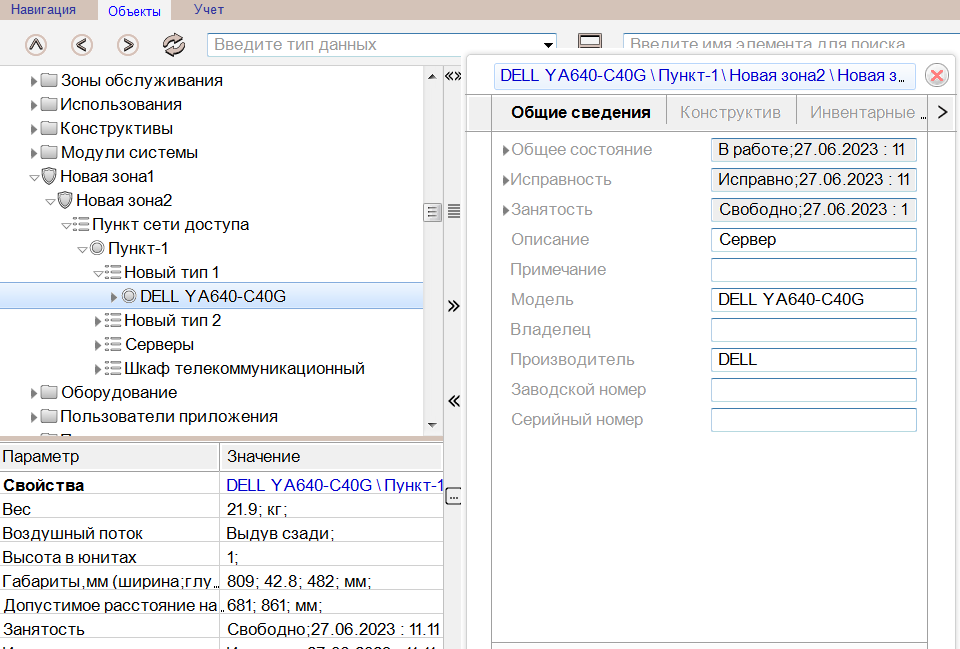 Навигация Объекты Учет
Введите тип данных Введите имя элемента для поиска
Зоны обслуживания
Использования
Конструктивы
Модули системы
Новая зона1
Новая зона2
Пункт сети доступа
Пункт-1
Новый тип 1
DELL YA640-C40G
Новый тип 2
Серверы
Шкаф телекоммуникационный
Оборудование
Пользователи приложения
Параметр Значение
Свойства DELL YA640-C40G \ Пункт-1
Вес 21.9; кг;
Воздушный поток Выдув сзади;
Высота в юнитах 1;
Габариты,мм (ширина;глу... 809; 42.8; 482; мм;
Допустимое расстояние на... 681; 861; мм;
Занятость Свободно;27.06.2023 : 11.11
DELL YA640-C40G \ Пункт-1 \ Новая зона2 \ Новая з...
Общие сведения Конструктив Инвентарные ...
Общее состояние В работе;27.06.2023 : 11
Исправность Исправно;27.06.2023 : 11
Занятость Свободно;27.06.2023 : 1
Описание Сервер
Примечание
Модель DELL YA640-C40G
Владелец
Производитель DELL
Заводской номер
Серийный номер